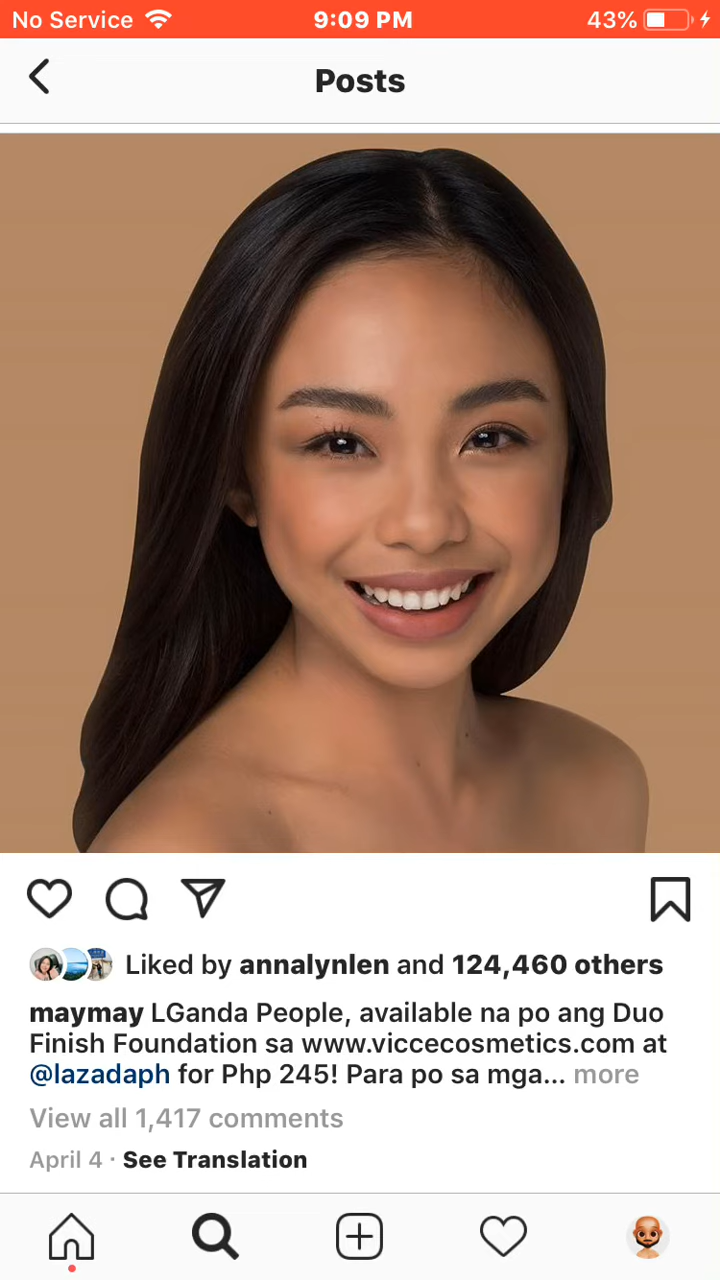 No Service 9:09 PM 43%
Posts
Liked by annalynlen and 124,460 others
maymay LGanda People, available na po ang Duo
Finish Foundation sa www.viccecosmetics.com at
@lazadaph for Php 245! Para po sa mga... more
View all 1,417 comments
April 4 · See Translation